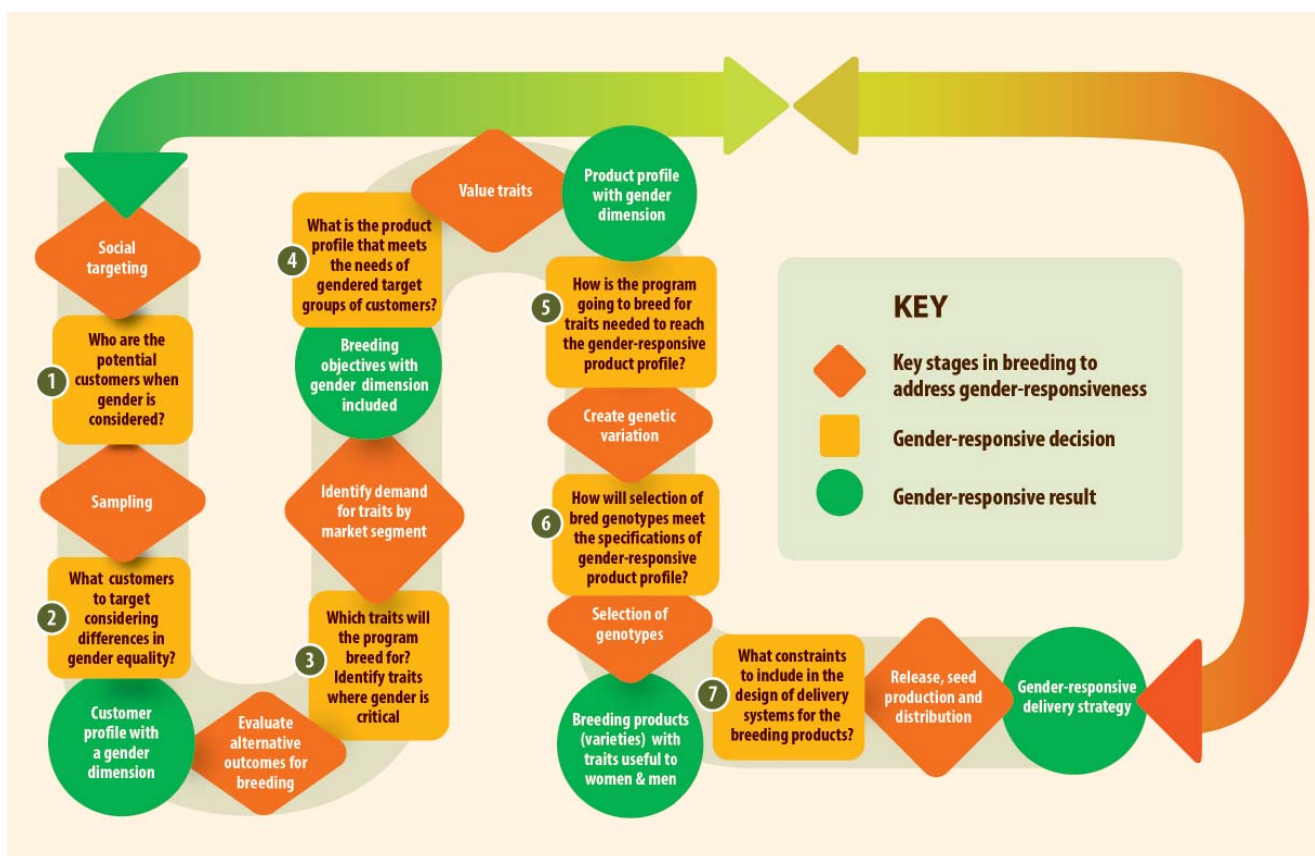 Social
targeting
1
Who are the
potential
customers when
gender is
considered?
Sampling
2
What customers
to target
considering
differences in
gender equality?
Customer
profile with
a gender
dimension
Evaluate
alternative
outcomes for
breeding
3
Which traits will
the program
breed for?
Identify traits
where gender is
critical
Identify demand
for traits by
market segment
Breeding
objectives with
gender dimension
included
4
What is the product
profile that meets
the needs of
gendered target
groups of customers?
Value traits
Product profile
with gender
dimension
5
How is the program
going to breed for
traits needed to reach
the gender-responsive
product profile?
Create genetic
variation
6
How will selection of
bred genotypes meet
the specifications of
gender-responsive
product profile?
Selection of
genotypes
Breeding products
(varieties) with
traits useful to
women & men
7
What constraints
to include in the
design of delivery
systems for the
breeding products?
Release, seed
production and
distribution
Gender-responsive
delivery strategy
KEY
Key stages in breeding to
address gender-responsiveness
Gender-responsive decision
Gender-responsive result